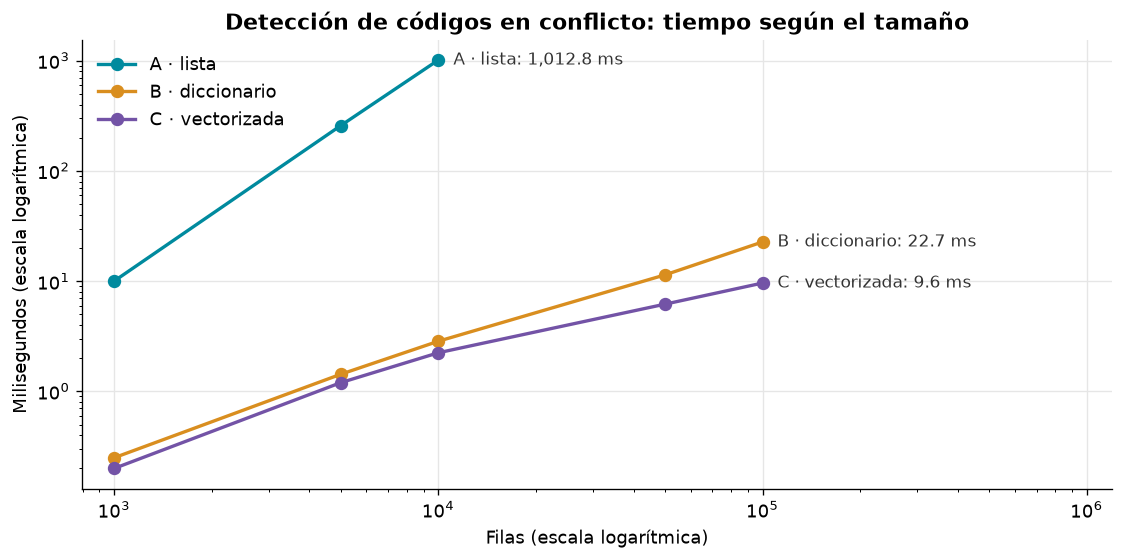 Detección de códigos en conflicto: tiempo según el tamaño
A · lista
B · diccionario
C · vectorizada
A · lista: 1,012.8 ms
B · diccionario: 22.7 ms
C · vectorizada: 9.6 ms
Milisegundos (escala logarítmica)
10³
10²
10¹
10⁰
10³ 10⁴ 10⁵ 10⁶
Filas (escala logarítmica)